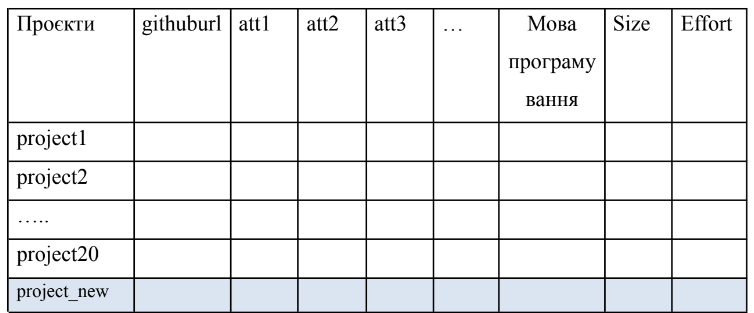 Проєкти githuburl att1 att2 att3 … Мова Size Effort
програму
вання
project1
project2
…..
project20
project_new